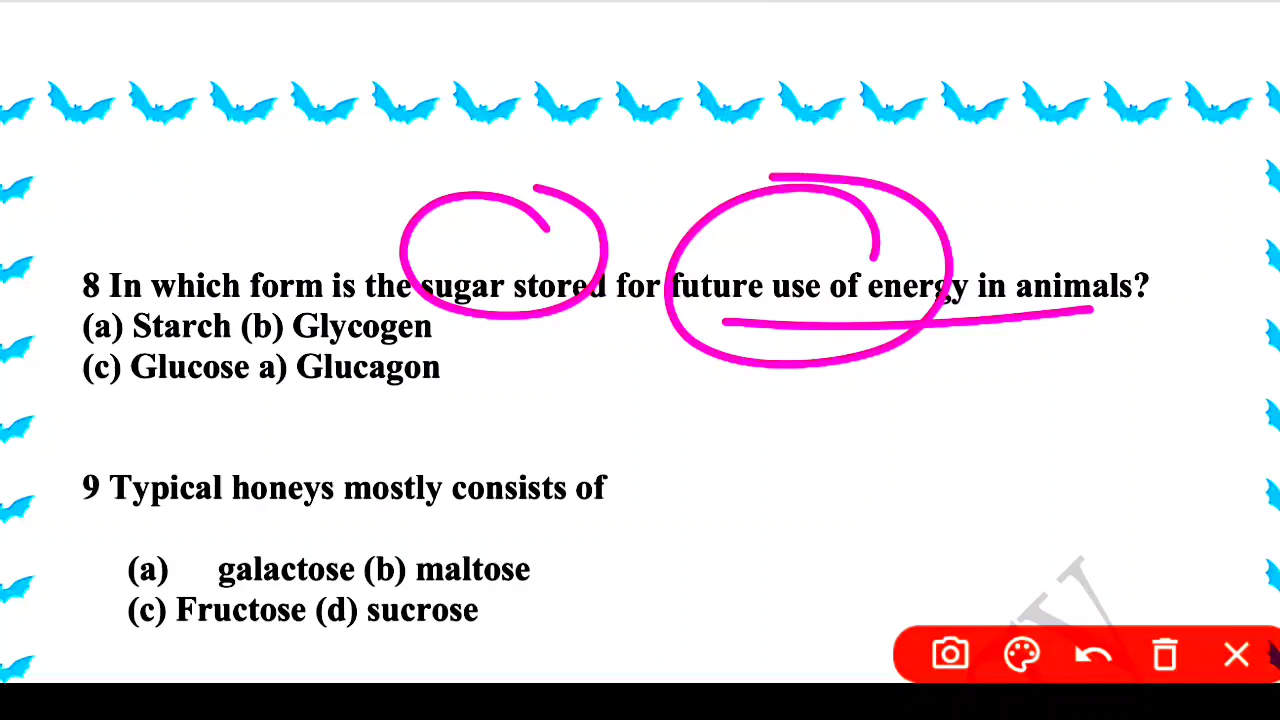 8 In which form is the sugar stored for future use of energy in animals?
(a) Starch (b) Glycogen
(c) Glucose a) Glucagon
9 Typical honeys mostly consists of
(a) galactose (b) maltose
(c) Fructose (d) sucrose